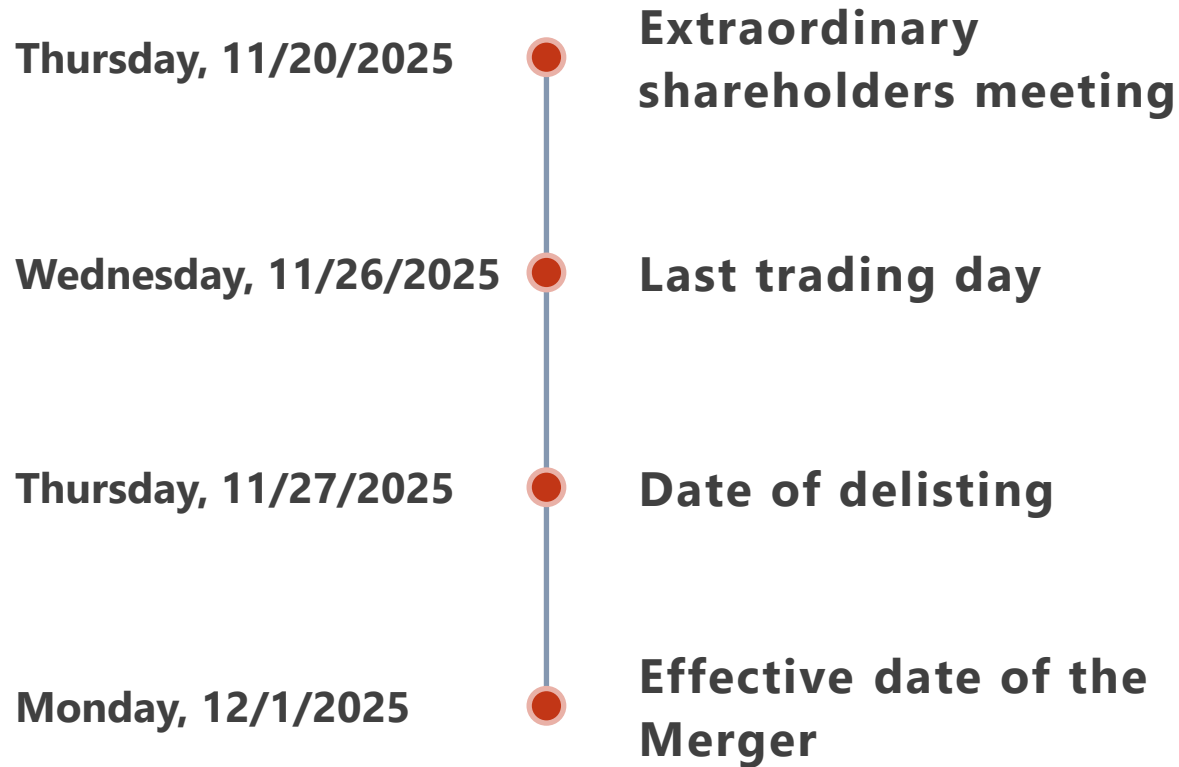 Thursday, 11/20/2025
Extraordinary
shareholders meeting
Wednesday, 11/26/2025
Last trading day
Thursday, 11/27/2025
Date of delisting
Monday, 12/1/2025
Effective date of the
Merger